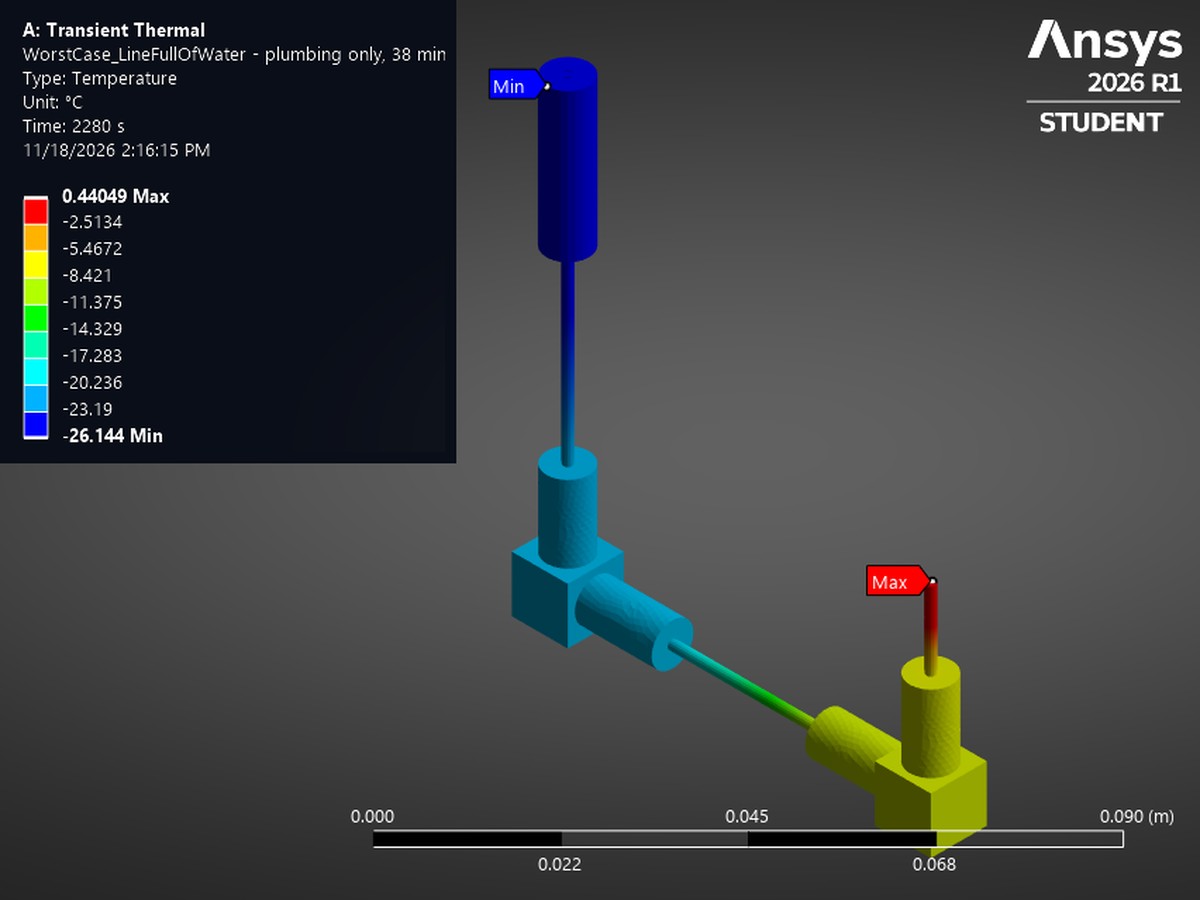 A: Transient Thermal
WorstCase_LineFullOfWater - plumbing only, 38 min
Type: Temperature
Unit: °C
Time: 2280 s
11/18/2026 2:16:15 PM
0.44049 Max
-2.5134
-5.4672
-8.421
-11.375
-14.329
-17.283
-20.236
-23.19
-26.144 Min
Ansys
2026 R1
STUDENT
Min
Max
0.000
0.045
0.090 (m)
0.022
0.068